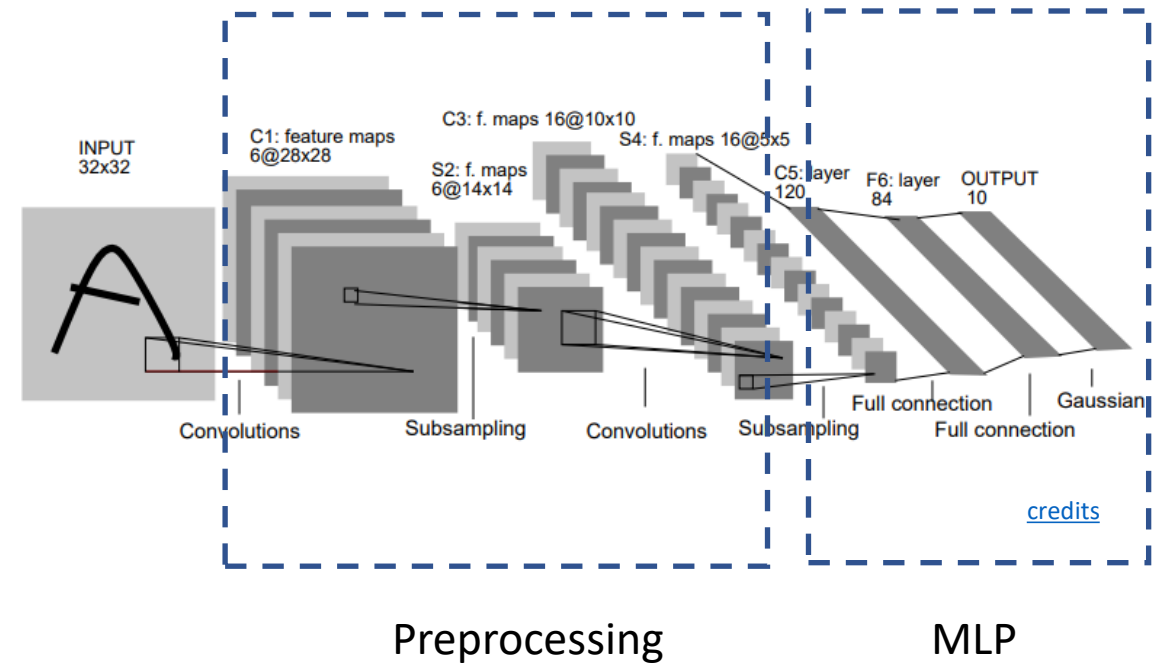 INPUT
32x32
C1: feature maps
6@28x28
S2: f. maps
6@14x14
C3: f. maps 16@10x10
S4: f. maps 16@5x5
C5: layer
120
F6: layer
84
OUTPUT
10
A
Convolutions
Subsampling
Convolutions
Subsampling
Full connection
Full connection
Gaussian
credits
Preprocessing
MLP